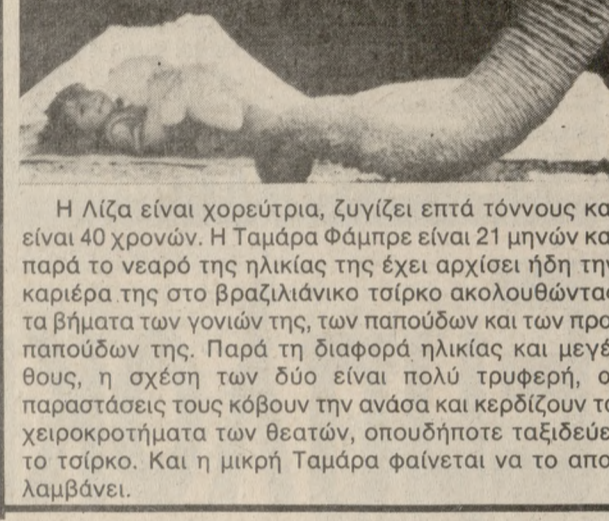 Η Λίζα είναι χορεύτρια, ζυγίζει επτά τόννους κα
είναι 40 χρονών. Η Ταμάρα Φάμπρε είναι 21 μηνών κα
παρά το νεαρό της ηλικίας της έχει αρχίσει ήδη την
καριέρα της στο βραζιλιάνικο τσίρκο ακολουθώντας
τα βήματα των γονιών της, των παπούδων και των προ
παπούδων της. Παρά τη διαφορά ηλικίας και μεγέ
θους, η σχέση των δύο είναι πολύ τρυφερή, ο
παραστάσεις τους κόβουν την ανάσα και κερδίζουν το
χειροκροτήματα των θεατών, οπουδήποτε ταξιδεύε
το τσίρκο. Και η μικρή Ταμάρα φαίνεται να το απο
λαμβάνει.